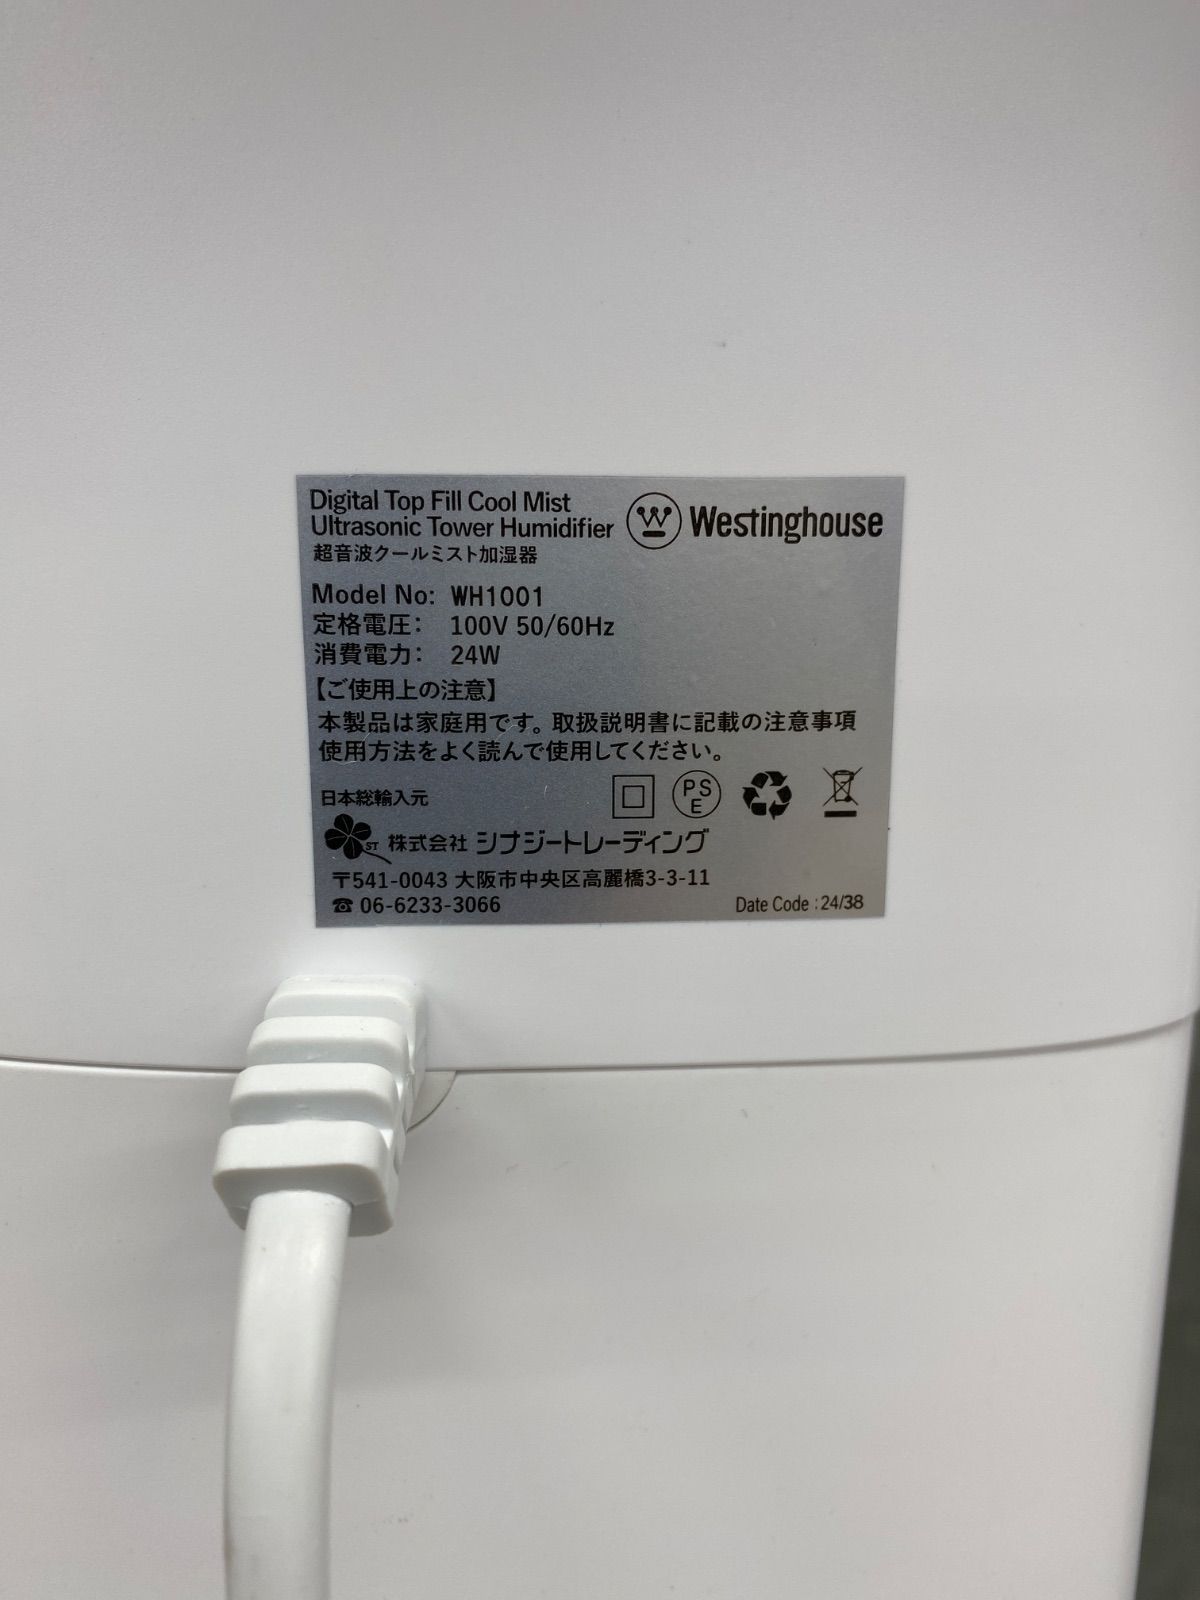 Digital Top Fill Cool Mist
Ultrasonic Tower Humidifier
超音波クールミスト加湿器
W Westinghouse
Model No: WH1001
定格電圧: 100V 50/60Hz
消費電力: 24W
【ご使用上の注意】
本製品は家庭用です。取扱説明書に記載の注意事項
使用方法をよく読んで使用してください。
PS
E
日本総輸入元
ST 株式会社 シナジートレーディング
〒541-0043 大阪市中央区高麗橋3-3-11
☎ 06-6233-3066
Date Code : 24/38